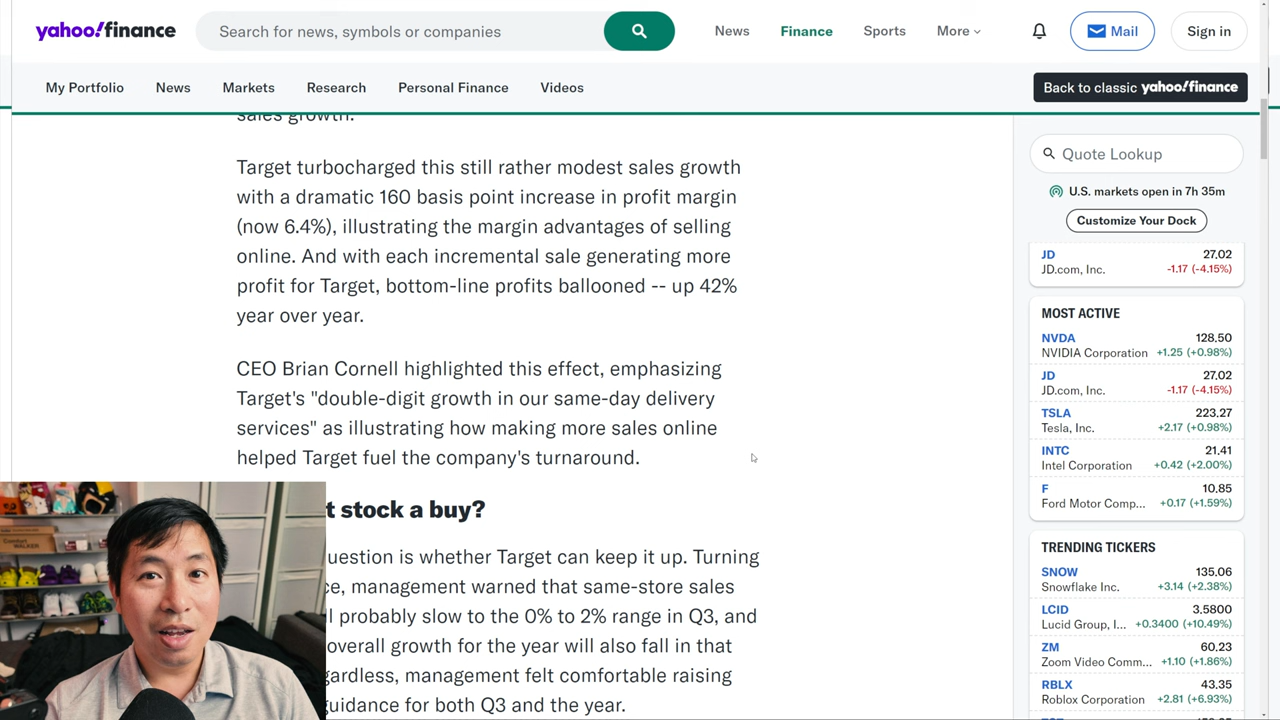 yahoo!finance
Search for news, symbols or companies
News
Finance
Sports
More
Mail
Sign in
My Portfolio
News
Markets
Research
Personal Finance
Videos
Back to classic yahoo!finance
sales growth.
Target turbocharged this still rather modest sales growth
with a dramatic 160 basis point increase in profit margin
(now 6.4%), illustrating the margin advantages of selling
online. And with each incremental sale generating more
profit for Target, bottom-line profits ballooned -- up 42%
year over year.
CEO Brian Cornell highlighted this effect, emphasizing
Target's "double-digit growth in our same-day delivery
services" as illustrating how making more sales online
helped Target fuel the company's turnaround.
t stock a buy?
uestion is whether Target can keep it up. Turning
ce, management warned that same-store sales
l probably slow to the 0% to 2% range in Q3, and
overall growth for the year will also fall in that
gardless, management felt comfortable raising
guidance for both Q3 and the year.
Quote Lookup
U.S. markets open in 7h 35m
Customize Your Dock
JD 27.02
JD.com, Inc. -1.17 (-4.15%)
MOST ACTIVE
NVDA 128.50
NVIDIA Corporation +1.25 (+0.98%)
JD 27.02
JD.com, Inc. -1.17 (-4.15%)
TSLA 223.27
Tesla, Inc. +2.17 (+0.98%)
INTC 21.41
Intel Corporation +0.42 (+2.00%)
F 10.85
Ford Motor Comp... +0.17 (+1.59%)
TRENDING TICKERS
SNOW 135.06
Snowflake Inc. +3.14 (+2.38%)
LCID 3.5800
Lucid Group, I... +0.3400 (+10.49%)
ZM 60.23
Zoom Video Comm... +1.10 (+1.86%)
RBLX 43.35
Roblox Corporation +2.81 (+6.93%)